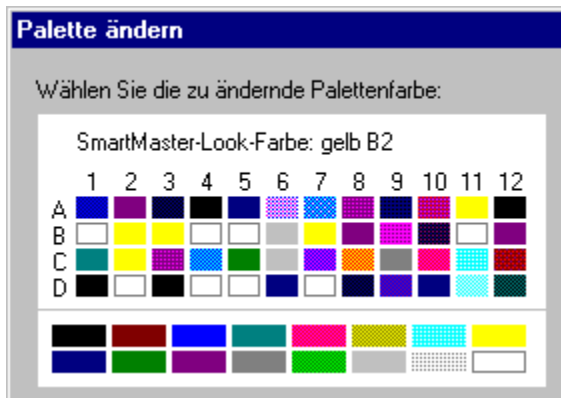 Palette ändern
Wählen Sie die zu ändernde Palettenfarbe:
SmartMaster-Look-Farbe: gelb B2
1 2 3 4 5 6 7 8 9 10 11 12
A
B
C
D